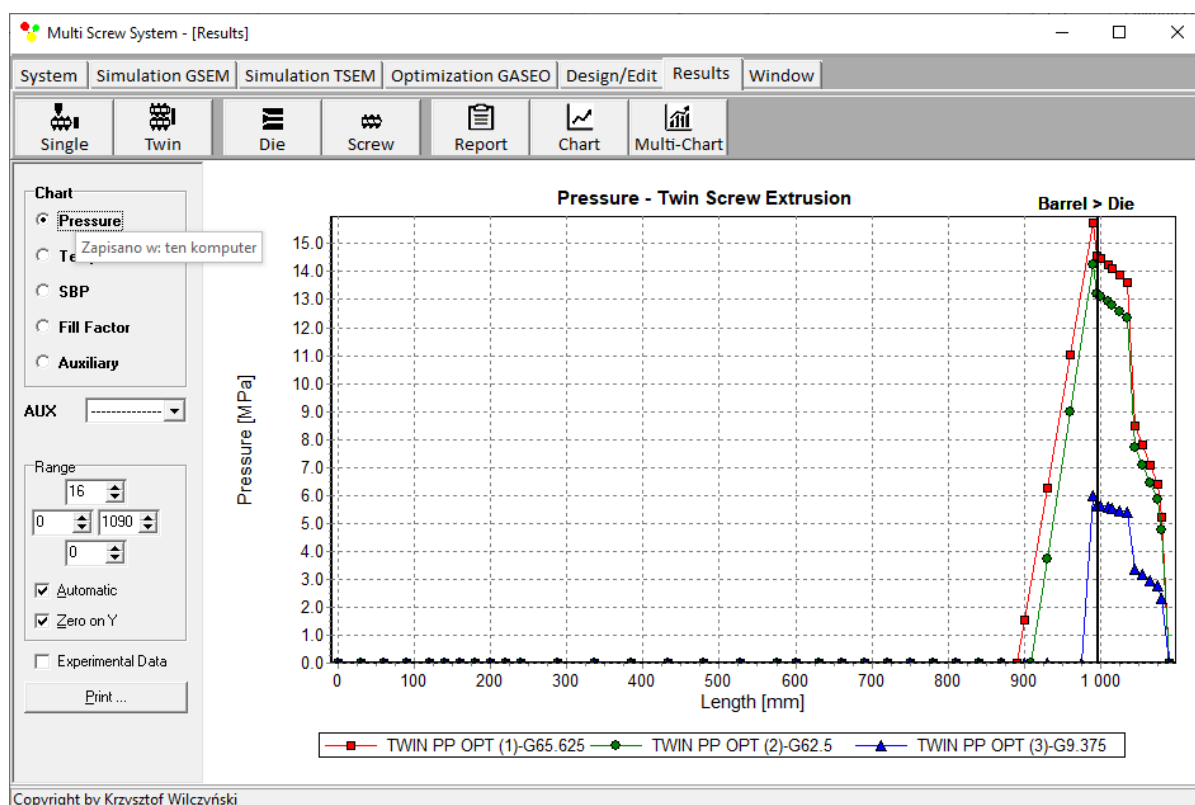 Multi Screw System - [Results]
System Simulation GSEM Simulation TSEM Optimization GASEO Design/Edit Results Window
Single Twin Die Screw Report Chart Multi-Chart
Chart
Pressure
Zapisano w: ten komputer
SBP
Fill Factor
Auxiliary
AUX -------------
Range
16
0 1090
0
Automatic
Zero on Y
Experimental Data
Print ...
Pressure - Twin Screw Extrusion
Barrel > Die
Pressure [MPa]
15.0
14.0
13.0
12.0
11.0
10.0
9.0
8.0
7.0
6.0
5.0
4.0
3.0
2.0
1.0
0.0
0 100 200 300 400 500 600 700 800 900 1 000
Length [mm]
TWIN PP OPT (1)-G65.625 TWIN PP OPT (2)-G62.5 TWIN PP OPT (3)-G9.375
Copyright by Krzysztof Wilczyński